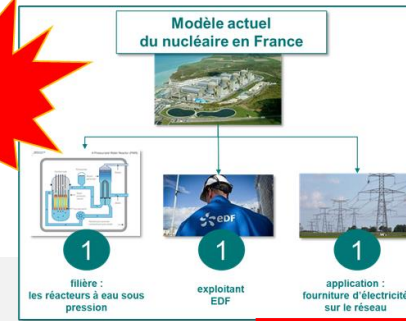 Modèle actuel
du nucléaire en France
edf
1
1
1
filière :
les réacteurs à eau sous
pression
exploitant
EDF
application :
fourniture d'électricité
sur le réseau